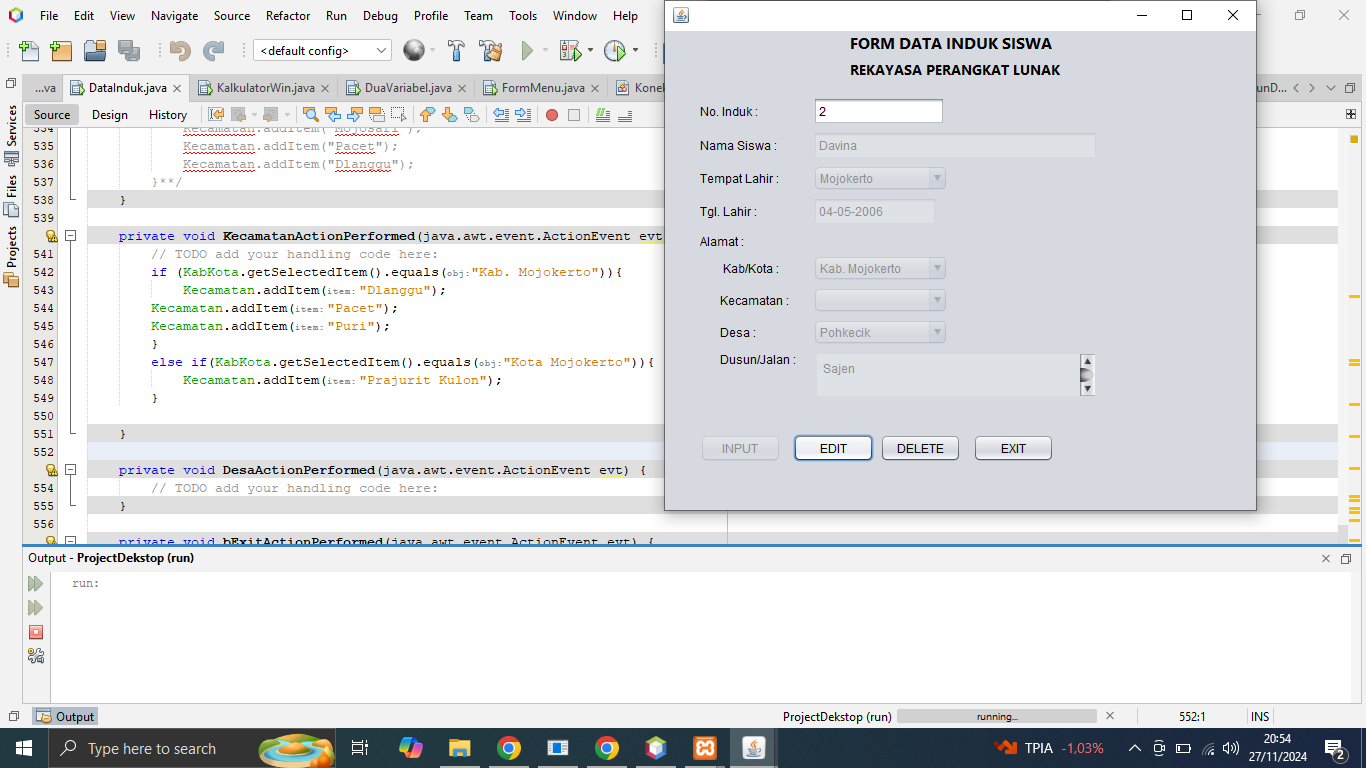 File Edit View Navigate Source Refactor Run Debug Profile Team Tools Window Help
<default config>
...va DataInduk.java KalkulatorWin.java DuaVariabel.java FormMenu.java Konek
unD...
Source Design History
Services
Files
Projects
534 Kecamatan.addItem("Mojosari");
535 Kecamatan.addItem("Pacet");
536 Kecamatan.addItem("Dlanggu");
537 }**/
538 }
539
private void KecamatanActionPerformed(java.awt.event.ActionEvent evt
541 // TODO add your handling code here:
542 if (KabKota.getSelectedItem().equals(obj:"Kab. Mojokerto")){
543 Kecamatan.addItem(item:"Dlanggu");
544 Kecamatan.addItem(item:"Pacet");
545 Kecamatan.addItem(item:"Puri");
546 }
547 else if(KabKota.getSelectedItem().equals(obj:"Kota Mojokerto")){
548 Kecamatan.addItem(item:"Prajurit Kulon");
549 }
550
551 }
552
private void DesaActionPerformed(java.awt.event.ActionEvent evt) {
554 // TODO add your handling code here:
555 }
556
private void bExitActionPerformed(java.awt.event.ActionEvent evt) {
FORM DATA INDUK SISWA
REKAYASA PERANGKAT LUNAK
No. Induk : 2
Nama Siswa : Davina
Tempat Lahir : Mojokerto
Tgl. Lahir : 04-05-2006
Alamat :
Kab/Kota : Kab. Mojokerto
Kecamatan :
Desa : Pohkecik
Dusun/Jalan : Sajen
INPUT EDIT DELETE EXIT
Output - ProjectDekstop (run)
run:
Output
ProjectDekstop (run) running... 552:1 INS
Type here to search
TPIA -1,03%
20:54
27/11/2024
2